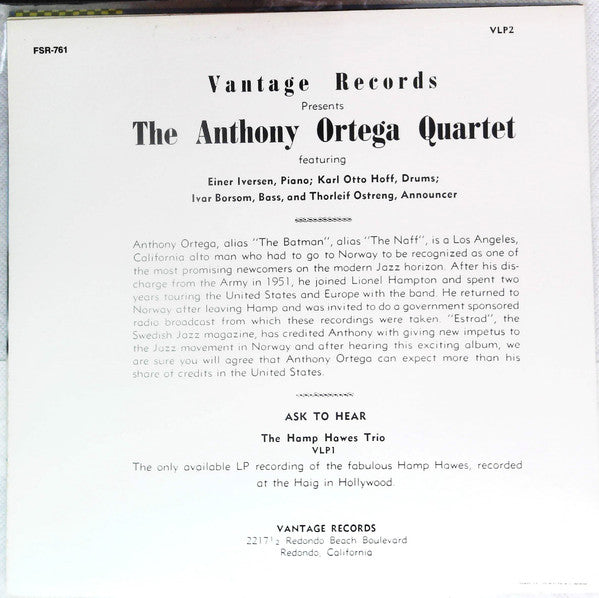 VLP2
FSR-761
Vantage Records
Presents
The Anthony Ortega Quartet
featuring
Einer Iversen, Piano; Karl Otto Hoff, Drums;
Ivar Borsom, Bass, and Thorleif Ostreng, Announcer
Anthony Ortega, alias "The Batman", alias "The Naff", is a Los Angeles,
California alto man who had to go to Norway to be recognized as one of
the most promising newcomers on the modern Jazz horizon. After his dis-
charge from the Army in 1951, he joined Lionel Hampton and spent two
years touring the United States and Europe with the band. He returned to
Norway after leaving Hamp and was invited to do a government sponsored
radio broadcast from which these recordings were taken. "Estrad", the
Swedish Jazz magazine, has credited Anthony with giving new impetus to
the Jazz movement in Norway and after hearing this exciting album, we
are sure you will agree that Anthony Ortega can expect more than his
share of credits in the United States.
ASK TO HEAR
The Hamp Hawes Trio
VLP1
The only available LP recording of the fabulous Hamp Hawes, recorded
at the Haig in Hollywood.
VANTAGE RECORDS
2217½ Redondo Beach Boulevard
Redondo, California